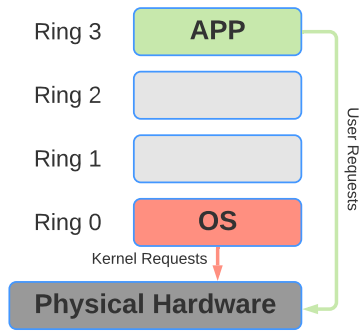 Ring 3
APP
Ring 2
Ring 1
User Requests
Ring 0
OS
Kernel Requests
Physical Hardware